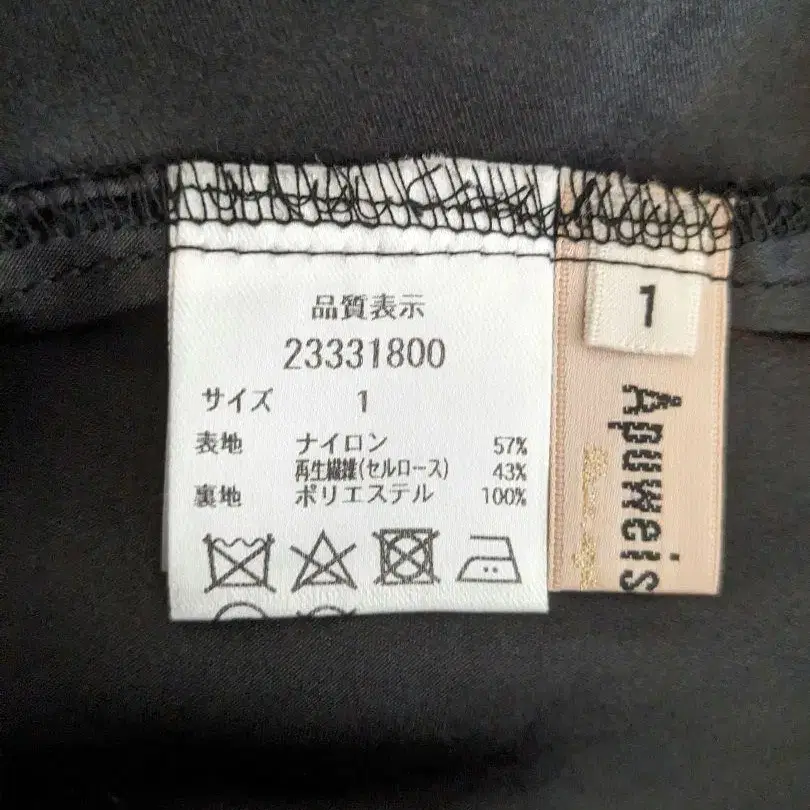 品質表示
23331800
サイズ 1
表地 ナイロン 57%
再生繊維(セルロース) 43%
裏地 ポリエステル 100%
1
Apuweis